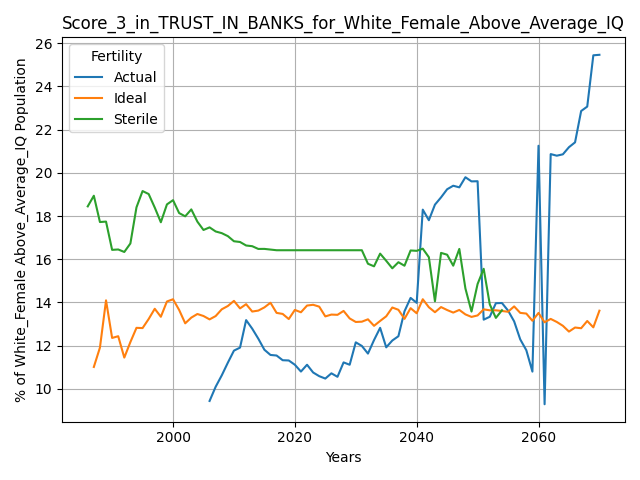 Score_3_in_TRUST_IN_BANKS_for_White_Female_Above_Average_IQ
% of White_Female Above_Average_IQ Population
26
24
22
20
18
16
14
12
10
Fertility
Actual
Ideal
Sterile
2000
2020
2040
2060
Years